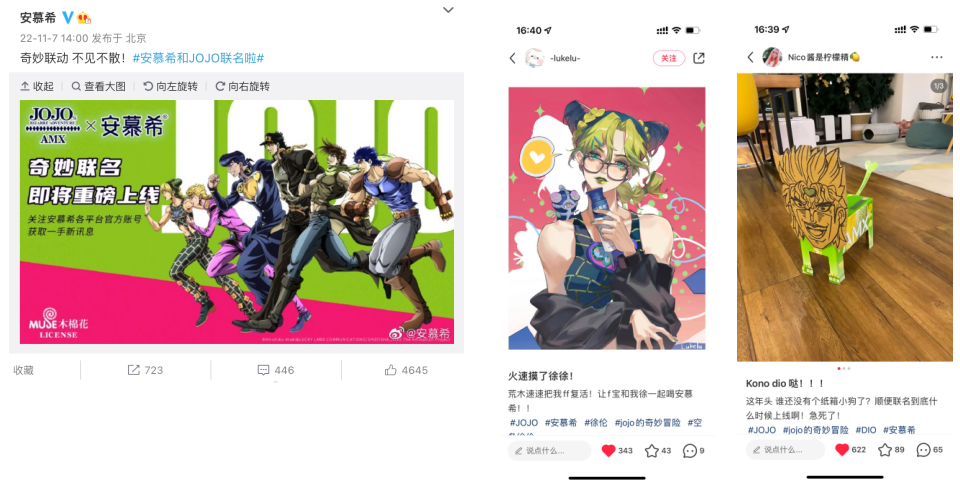 安慕希
22-11-7 14:00 发布于 北京
奇妙联动 不见不散！#安慕希和JOJO联名啦#
收起 查看大图 向左旋转 向右旋转
JOJO
AMX
× 安慕希®
奇妙联名
即将重磅上线
关注安慕希各平台官方账号
获取一手新讯息
MUSE木棉花
LICENSE
@安慕希
收藏 723 446 4645
16:40
-lukelu-
关注
Lukelu
火速摸了徐徐！
荒木速速把我ff复活！让f宝和我徐一起喝安慕
希！！
#JOJO #安慕希 #徐伦 #jojo的奇妙冒险 #空
说点什么... 343 43 9
16:39
Nico酱是柠檬精🍋
1/3
AMX
Kono dio 哒！！！
这年头 谁还没有个纸箱小狗了？顺便联名到底什
么时候上线啊！急死了！
#JOJO #jojo的奇妙冒险 #DIO #安慕希
说点什么... 622 89 65